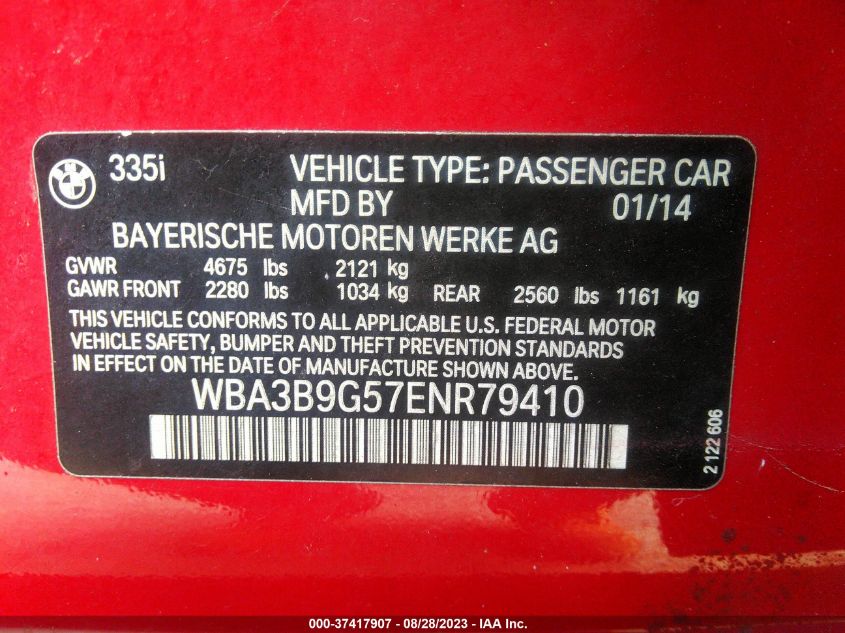 335i VEHICLE TYPE: PASSENGER CAR
MFD BY 01/14
BAYERISCHE MOTOREN WERKE AG
GVWR 4675 lbs 2121 kg
GAWR FRONT 2280 lbs 1034 kg REAR 2560 lbs 1161 kg
THIS VEHICLE CONFORMS TO ALL APPLICABLE U.S. FEDERAL MOTOR
VEHICLE SAFETY, BUMPER AND THEFT PREVENTION STANDARDS
IN EFFECT ON THE DATE OF MANUFACTURE SHOWN ABOVE.
WBA3B9G57ENR79410
2 122 606
000-37417907 - 08/28/2023 - IAA Inc.